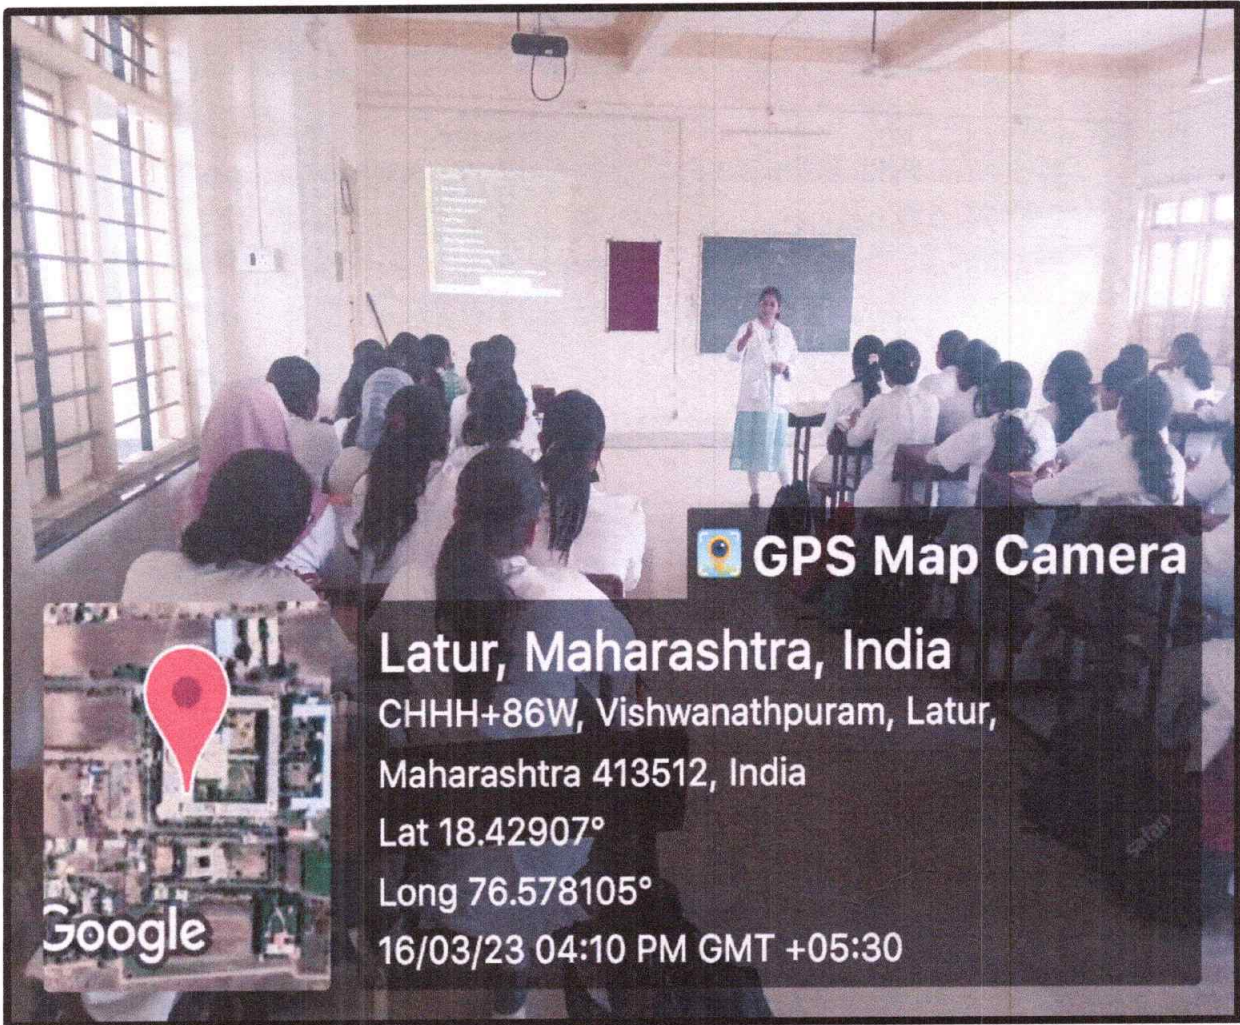 GPS Map Camera
Latur, Maharashtra, India
CHHH+86W, Vishwanathpuram, Latur,
Maharashtra 413512, India
Lat 18.42907°
Long 76.578105°
16/03/23 04:10 PM GMT +05:30
Google
safari